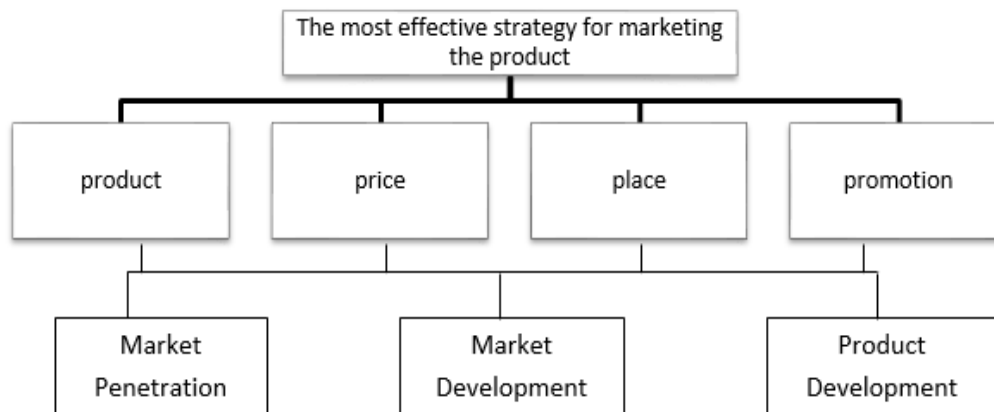 The most effective strategy for marketing
the product
product
price
place
promotion
Market
Penetration
Market
Development
Product
Development